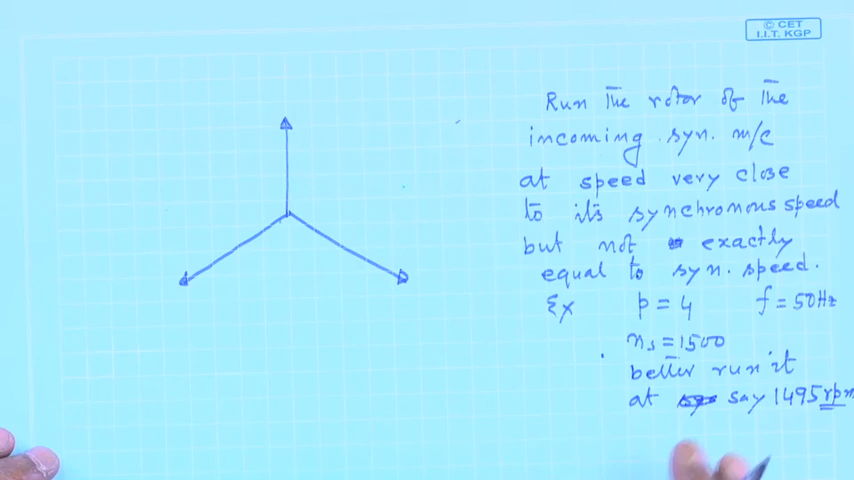 © CET
I.I.T. KGP
Run the rotor of the
incoming syn. m/c
at speed very close
to its synchronous speed
but not exactly
equal to syn. speed.
Ex p = 4 f = 50Hz
ns = 1500
better run it
at say 1495 rpm